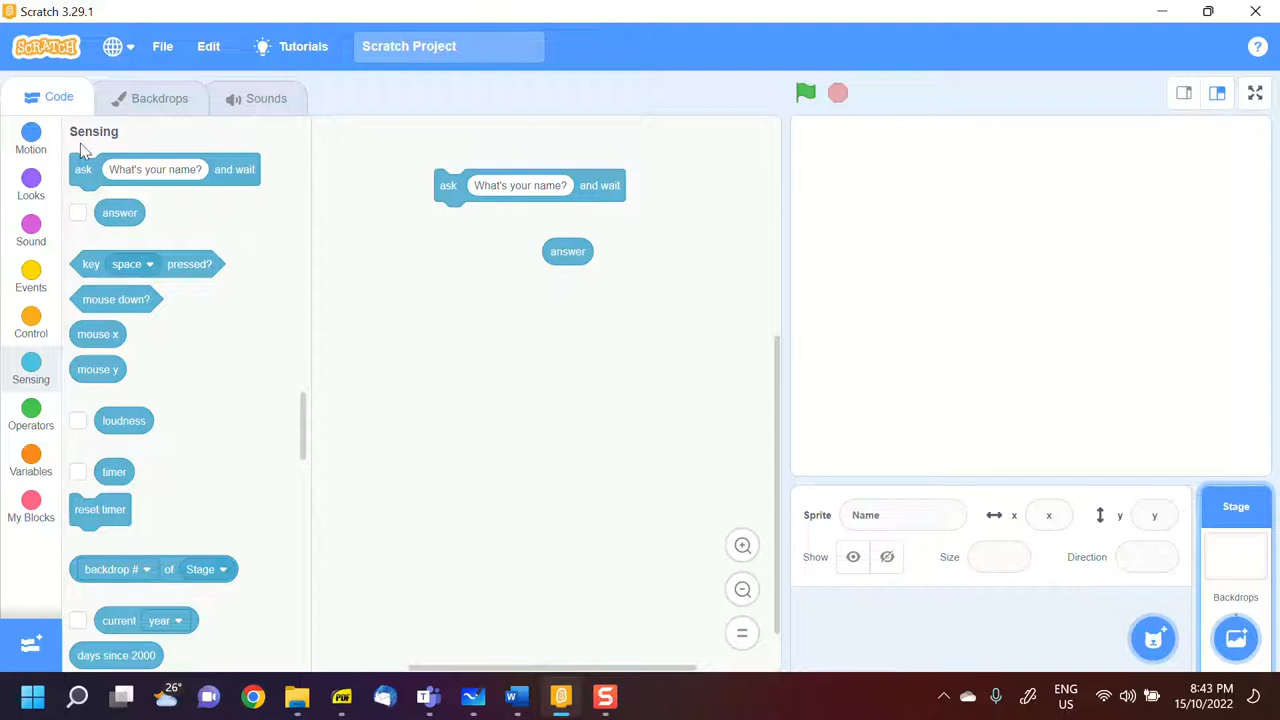 Scratch 3.29.1
SCRATCH File Edit Tutorials Scratch Project ?
Code Backdrops Sounds
Motion
Looks
Sound
Events
Control
Sensing
Operators
Variables
My Blocks
Sensing
ask What's your name? and wait
answer
key space pressed?
mouse down?
mouse x
mouse y
loudness
timer
reset timer
backdrop # of Stage
current year
days since 2000
ask What's your name? and wait
answer
Sprite Name x x y y
Show Size Direction
Stage
Backdrops
26°
PDF
W
S
ENG
US
8:43 PM
15/10/2022